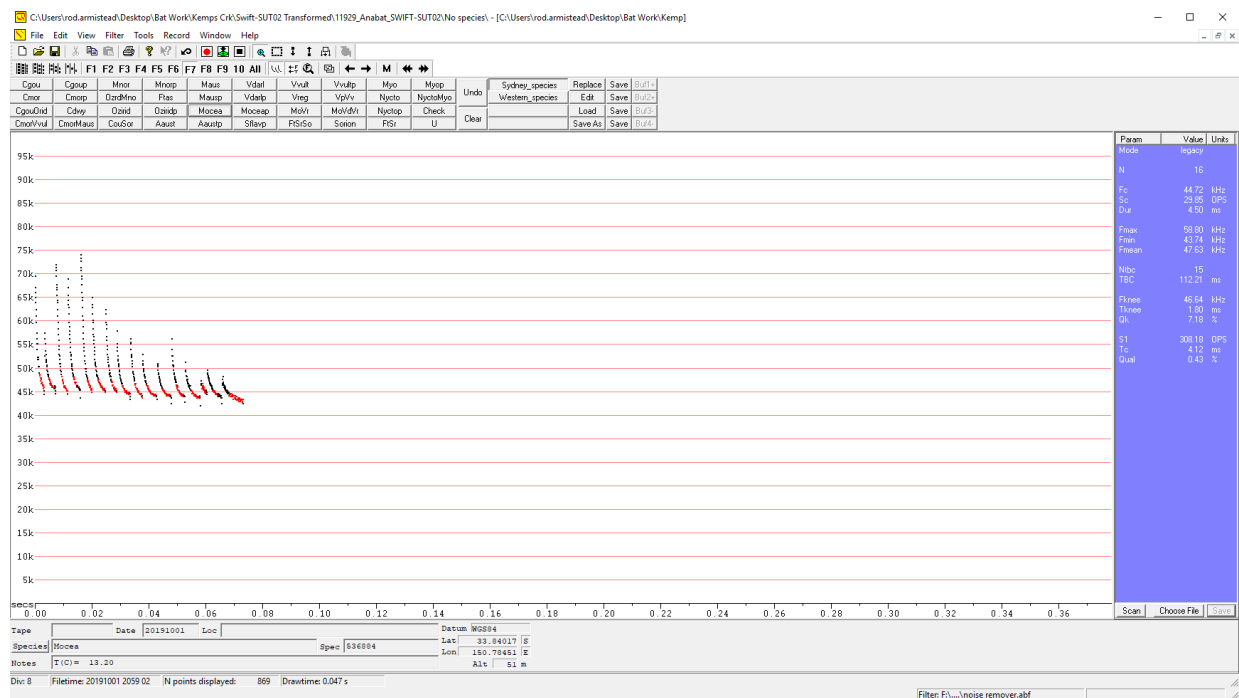 C:\Users\rod.armistead\Desktop\Bat Work\Kemps Crk\Swift-SUT02 Transformed\11929_Anabat_SWIFT-SUT02\No species\ - [C:\Users\rod.armistead\Desktop\Bat Work\Kemp]
File Edit View Filter Tools Record Window Help
F1 F2 F3 F4 F5 F6 F7 F8 F9 10 All M
Cgou Cgoup Mnor Mnorp Maus Vdarl Vvult Vvultp Myo Myop Undo Sydney_species Replace Save Buf1+
Cmor Cmorp OzrdMno Ftas Mausp Vdarlp Vreg VpVv Nycto NyctoMyo Western_species Edit Save Buf2+
CgouOrid Cdwy Ozirid Oziridp Mocea Moceap MoVr MoVdVr Nyctop Check Clear Load Save Buf3-
CmorVvul CmorMaus CouSor Aaust Aaustp Sflavp FtSrSo Sorion FtSr U Save As Save Buf4-
Param Value Units
Mode legacy
N 16
Fc 44.72 kHz
Sc 29.85 OPS
Dur 4.50 ms
Fmax 58.80 kHz
Fmin 43.74 kHz
Fmean 47.63 kHz
Ntbc 15
TBC 112.21 ms
Fknee 46.64 kHz
Tknee 1.80 ms
Qk 7.18 %
S1 308.18 OPS
Tc 4.12 ms
Qual 0.43 %
95k
90k
85k
80k
75k
70k
65k
60k
55k
50k
45k
40k
35k
30k
25k
20k
15k
10k
5k
secs
0.00 0.02 0.04 0.06 0.08 0.10 0.12 0.14 0.16 0.18 0.20 0.22 0.24 0.26 0.28 0.30 0.32 0.34 0.36
Scan Choose File Save
Tape Date 20191001 Loc Datum WGS84
Species Mocea Spec 536884 Lat 33.84017 S
Lon 150.78451 E
Notes T(C)= 13.20 Alt 51 m
Div: 8 Filetime: 20191001 2059 02 N points displayed: 869 Drawtime: 0.047 s
Filter: F:\....\noise remover.abf